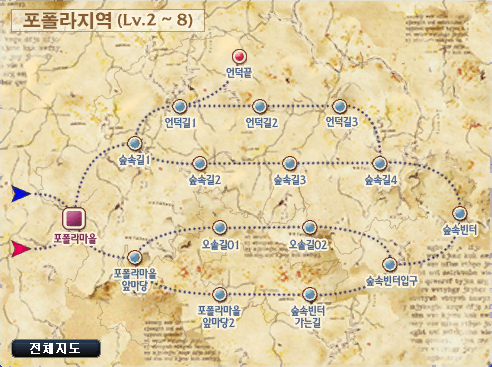 포폴라지역 (Lv.2 ~ 8)
언덕끝
언덕길1
언덕길2
언덕길3
숲속길1
숲속길2
숲속길3
숲속길4
포폴라마을
숲속빈터
오솔길01
오솔길02
포폴라마을
앞마당
숲속빈터입구
포폴라마을
앞마당2
숲속빈터
가는길
전체지도